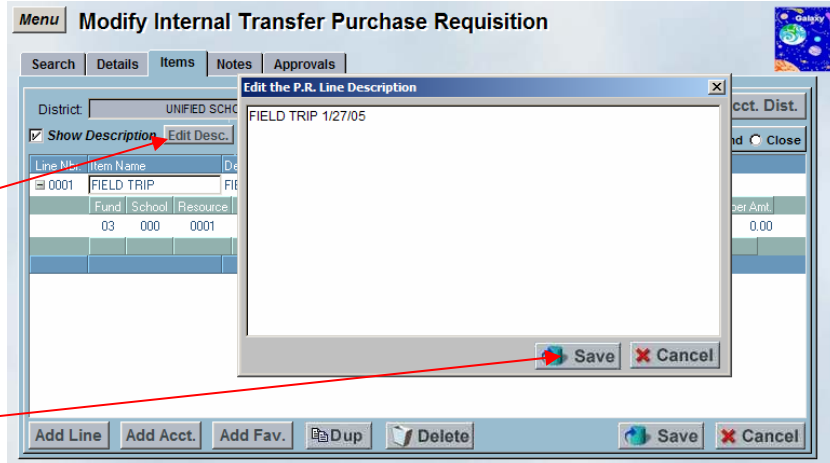 Menu Modify Internal Transfer Purchase Requisition
Galaxy
Search Details Items Notes Approvals
Edit the P.R. Line Description
District: UNIFIED SCHO
cct. Dist.
FIELD TRIP 1/27/05
Show Description Edit Desc.
nd Close
Line Nbr. Item Name De
0001 FIELD TRIP FIE
Fund School Resource
ber Amt.
03 000 0001
0.00
Save Cancel
Add Line Add Acct. Add Fav. Dup Delete Save Cancel